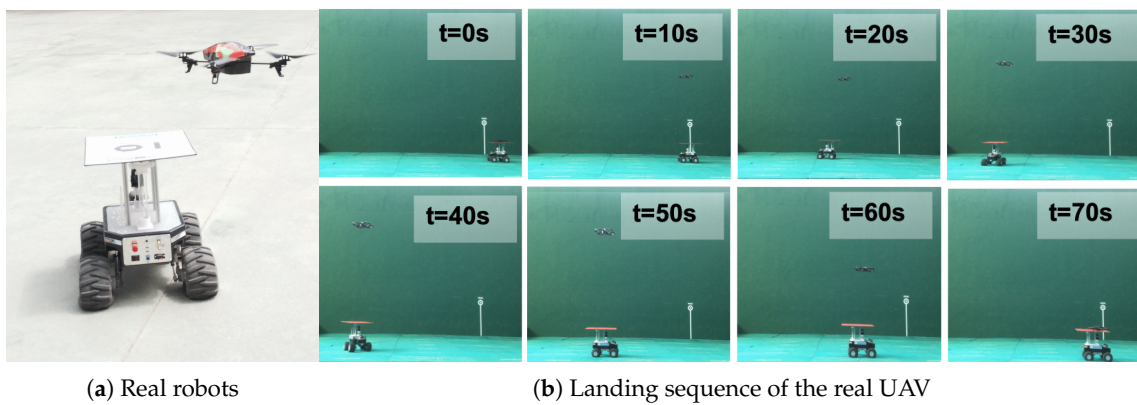 t=0s
t=10s
t=20s
t=30s
t=40s
t=50s
t=60s
t=70s
(a) Real robots
(b) Landing sequence of the real UAV